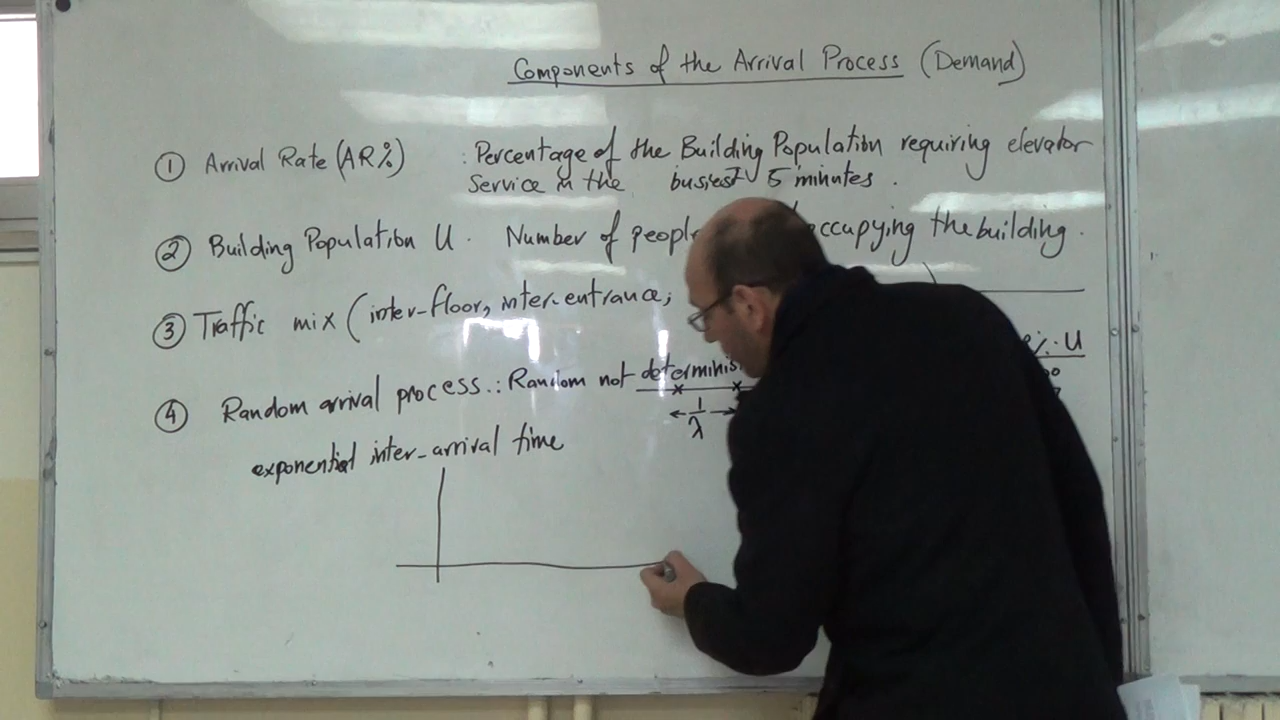 Components of the Arrival Process (Demand)
① Arrival Rate (AR%) : Percentage of the Building Population requiring elevator
Service in the busiest 5 minutes.
② Building Population U. Number of people occupying the building.
③ Traffic mix (inter-floor, inter-entrance,
%. U
④ Random arrival process.: Random not determinis
1
λ
exponential inter-arrival time